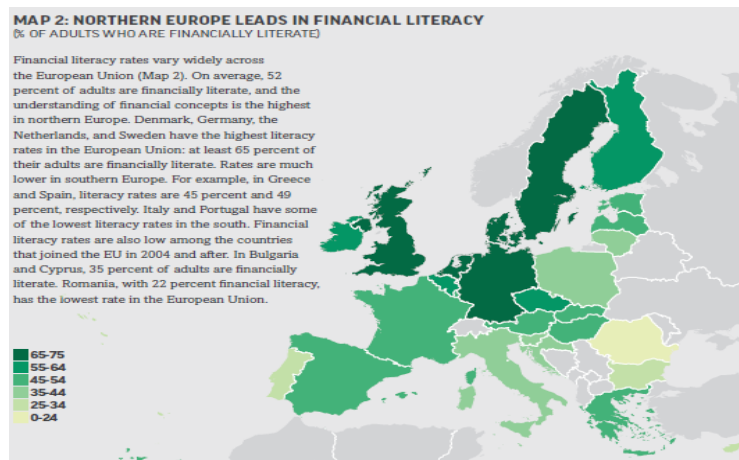 MAP 2: NORTHERN EUROPE LEADS IN FINANCIAL LITERACY
(% OF ADULTS WHO ARE FINANCIALLY LITERATE)
Financial literacy rates vary widely across
the European Union (Map 2). On average, 52
percent of adults are financially literate, and the
understanding of financial concepts is the highest
in northern Europe. Denmark, Germany, the
Netherlands, and Sweden have the highest literacy
rates in the European Union: at least 65 percent of
their adults are financially literate. Rates are much
lower in southern Europe. For example, in Greece
and Spain, literacy rates are 45 percent and 49
percent, respectively. Italy and Portugal have some
of the lowest literacy rates in the south. Financial
literacy rates are also low among the countries
that joined the EU in 2004 and after. In Bulgaria
and Cyprus, 35 percent of adults are financially
literate. Romania, with 22 percent financial literacy,
has the lowest rate in the European Union.
65-75
55-64
45-54
35-44
25-34
0-24